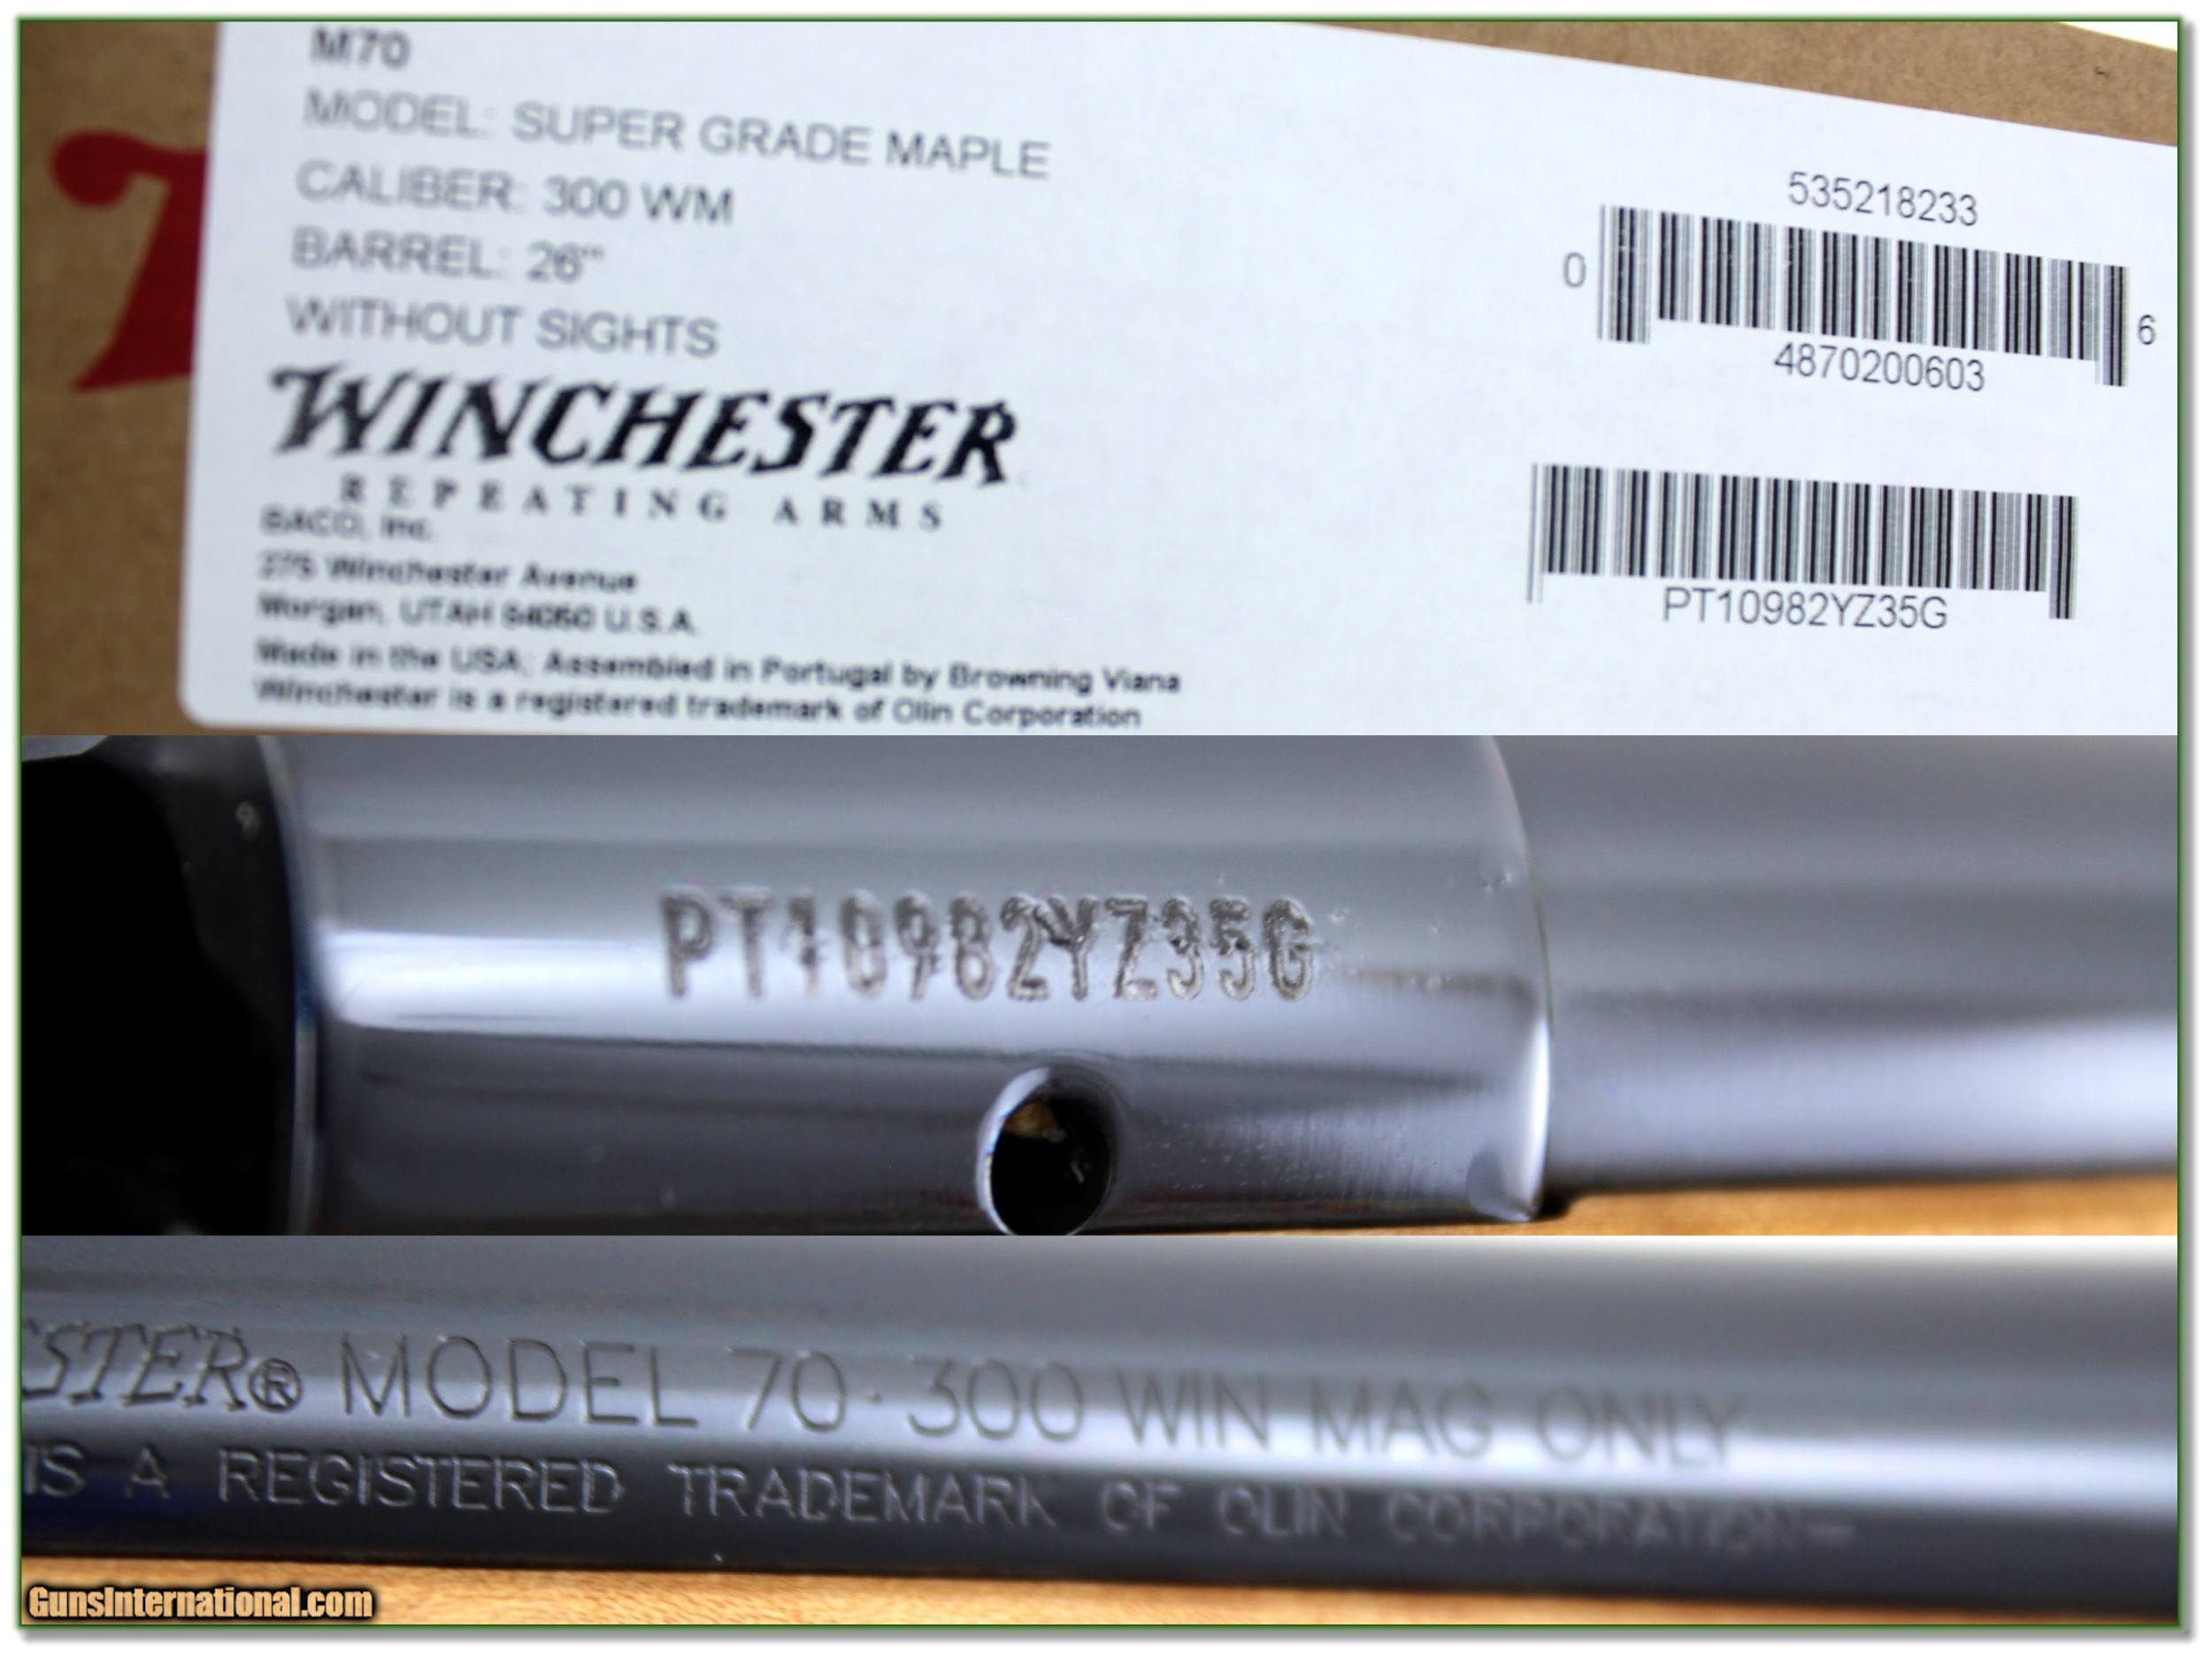 M70
MODEL: SUPER GRADE MAPLE
CALIBER: 300 WM
BARREL: 26"
WITHOUT SIGHTS
WINCHESTER
REPEATING ARMS
BACO, Inc.
275 Winchester Avenue
Morgan, UTAH 84050 U.S.A.
Made in the USA; Assembled in Portugal by Browning Viana
Winchester is a registered trademark of Olin Corporation
535218233
0
6
4870200603
PT10982YZ35G
PT10982YZ35G
STER® MODEL 70 · 300 WIN MAG ONLY
IS A REGISTERED TRADEMARK OF OLIN CORPORATION–
GunsInternational.com